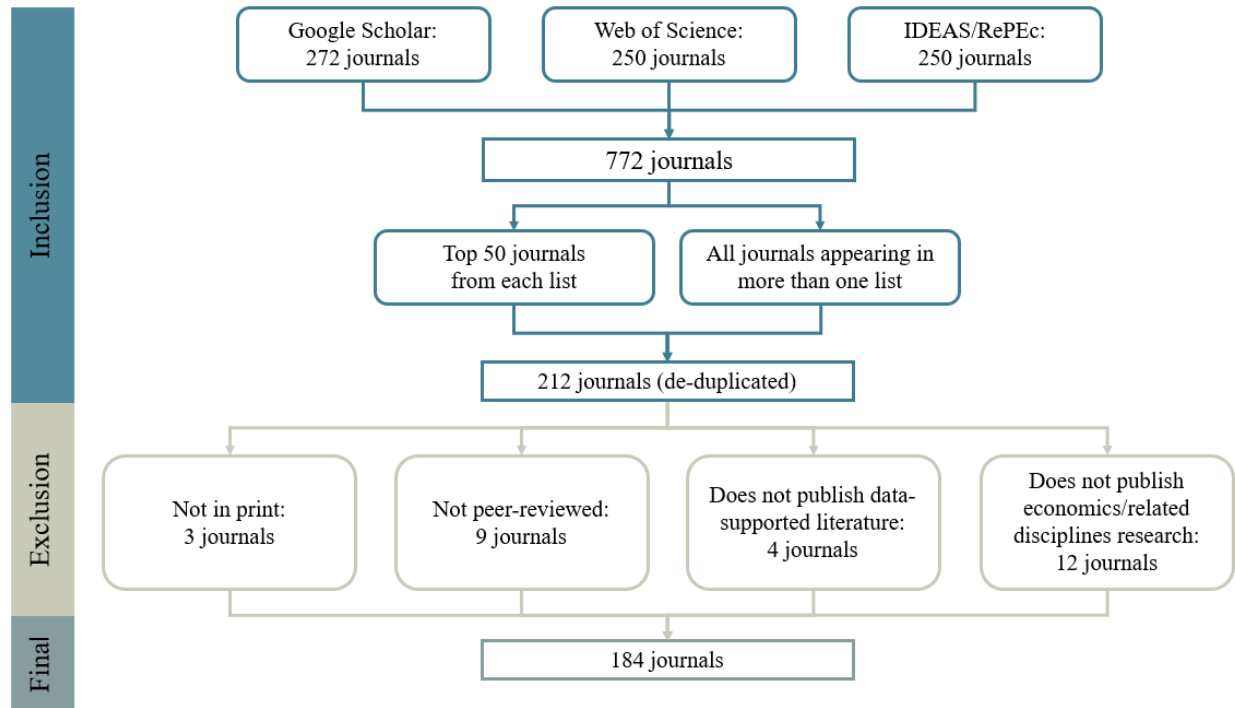 Inclusion
Google Scholar:
272 journals
Web of Science:
250 journals
IDEAS/RePEc:
250 journals
772 journals
Top 50 journals
from each list
All journals appearing in
more than one list
212 journals (de-duplicated)
Exclusion
Not in print:
3 journals
Not peer-reviewed:
9 journals
Does not publish data-
supported literature:
4 journals
Does not publish
economics/related
disciplines research:
12 journals
Final
184 journals